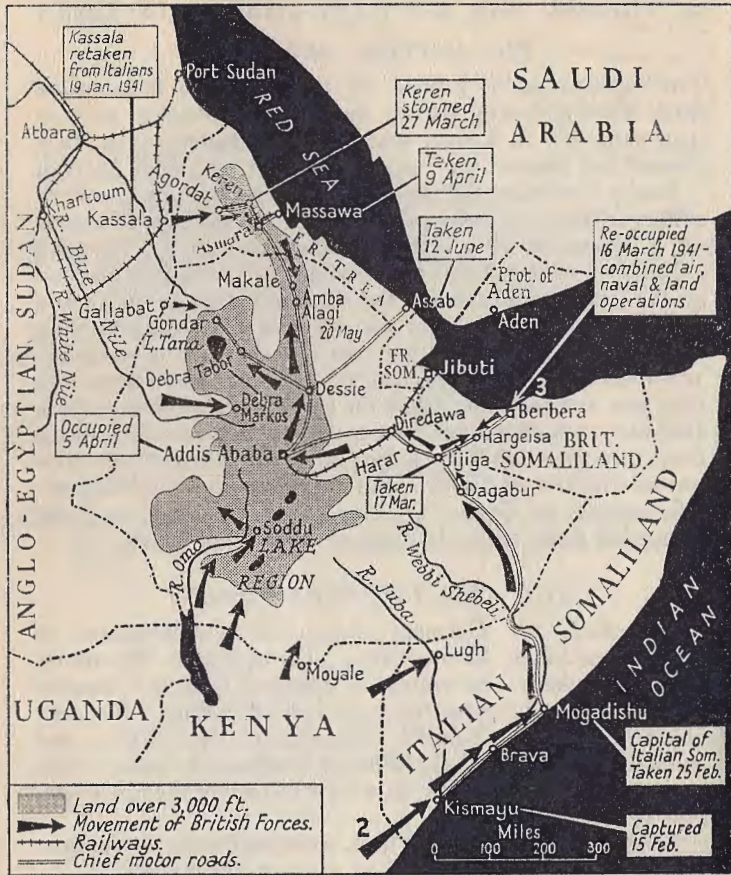 Kassala
retaken
from Italians
19 Jan. 1941
Port Sudan
SAUDI
ARABIA
RED SEA
Keren
stormed
27 March
Atbara
Taken
9 April
Khartoum
Agordat
Keren
Massawa
Kassala
1
Asmara
ERITREA
Taken
12 June
Re-occupied
16 March 1941-
combined air,
naval & land
operations
R. Blue Nile
R. White Nile
ANGLO-EGYPTIAN SUDAN
Makale
Amba
Alagi
20 May
Assab
Prot. of
Aden
Aden
Gallabat
Gondar
L. Tana
FR.
SOM.
Jibuti
Debra Tabor
Dessie
3
Berbera
Debra
Markos
Diredawa
Hargeisa
BRIT.
SOMALILAND
Occupied
5 April
Addis Ababa
Harar
Jijiga
Taken
17 Mar.
Dagabur
Soddu
LAKE
REGION
R. Omo
R. Webbi Shebeli
R. Juba
ITALIAN SOMALILAND
INDIAN
OCEAN
Lugh
Moyale
UGANDA
KENYA
Mogadishu
Capital of
Italian Som.
Taken 25 Feb.
Brava
2
Kismayu
Captured
15 Feb.
Miles
0 100 200 300
Land over 3,000 ft.
Movement of British Forces.
Railways.
Chief motor roads.